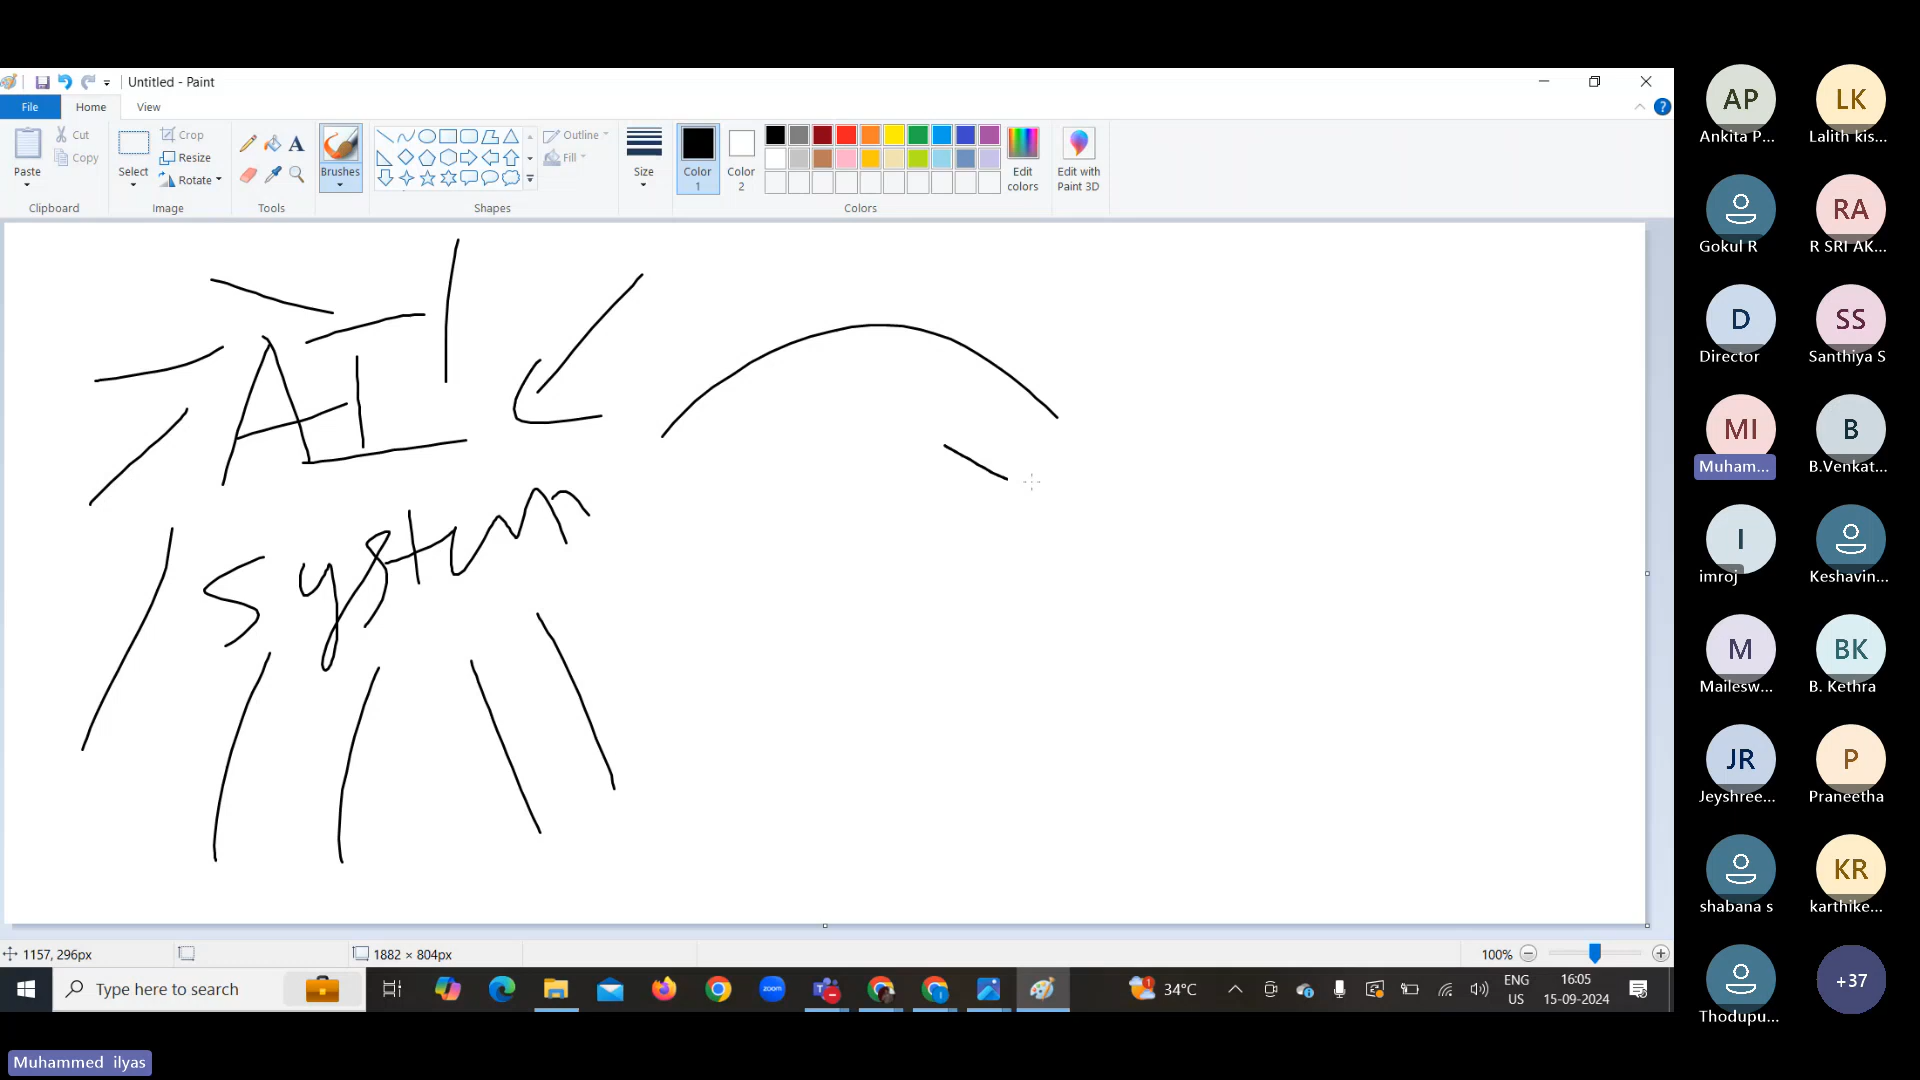 Untitled - Paint
File Home View
Paste
Cut
Copy
Clipboard
Select
Crop
Resize
Rotate
Image
Tools
Brushes
Shapes
Outline
Fill
Size
Color 1
Color 2
Colors
Edit colors
Edit with Paint 3D
AI
system
1157, 296px
1882 × 804px
100%
Type here to search
zoom
34°C
ENG
US
16:05
15-09-2024
Muhammed ilyas
AP LK
Ankita P... Lalith kis...
RA
Gokul R R SRI AK...
D SS
Director Santhiya S
MI B
Muham... B.Venkat...
I
imroj Keshavin...
M BK
Mailesw... B. Kethra
JR P
Jeyshree... Praneetha
KR
shabana s karthike...
+37
Thodupu...